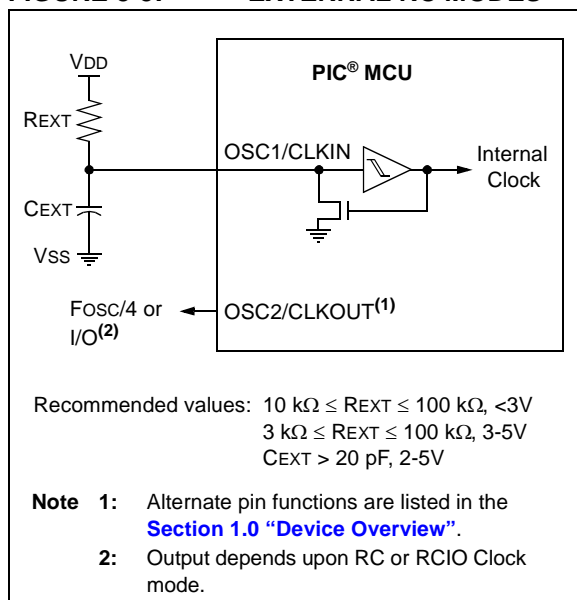 VDD
PIC® MCU
REXT
OSC1/CLKIN
Internal
Clock
CEXT
VSS
FOSC/4 or
I/O(2)
OSC2/CLKOUT(1)
Recommended values: 10 kΩ ≤ REXT ≤ 100 kΩ, <3V
3 kΩ ≤ REXT ≤ 100 kΩ, 3-5V
CEXT > 20 pF, 2-5V
Note 1: Alternate pin functions are listed in the
Section 1.0 “Device Overview”.
2: Output depends upon RC or RCIO Clock
mode.